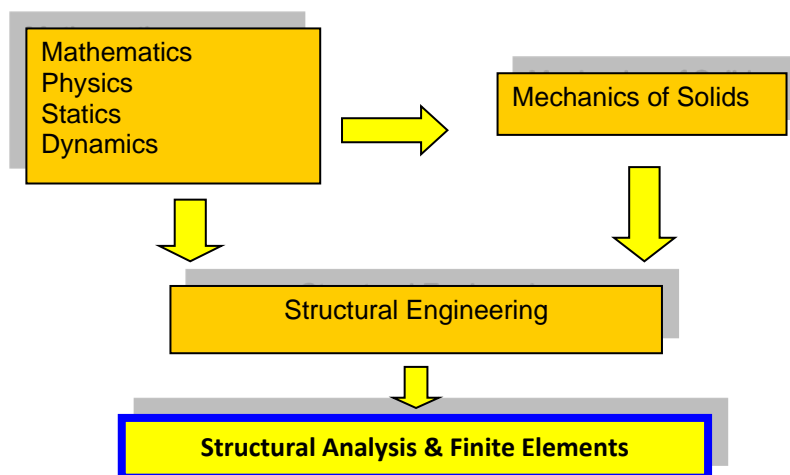 Mathematics
Physics
Statics
Dynamics
Mechanics of Solids
Structural Engineering
Structural Analysis & Finite Elements